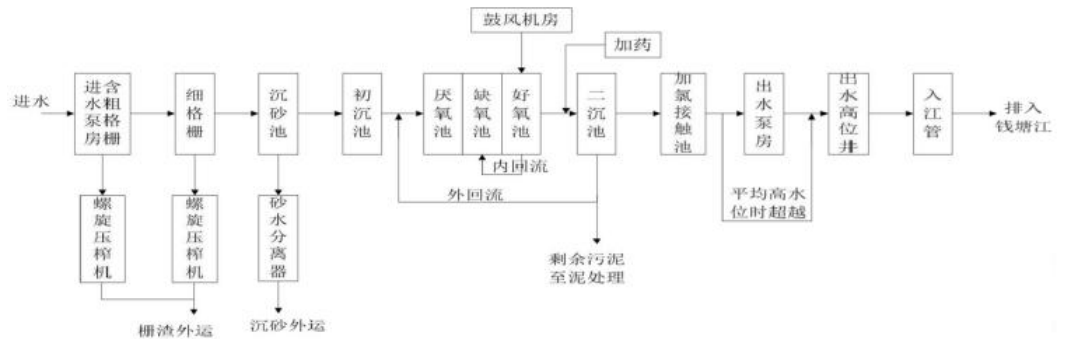 鼓风机房
加药
进水
进水泵房
含粗格栅
细格栅
沉砂池
初沉池
厌氧池
缺氧池
好氧池
二沉池
加氯接触池
出水泵房
出水高位井
入江管
排入
钱塘江
内回流
外回流
平均高水
位时超越
螺旋压榨机
螺旋压榨机
砂水分离器
剩余污泥
至泥处理
栅渣外运
沉砂外运